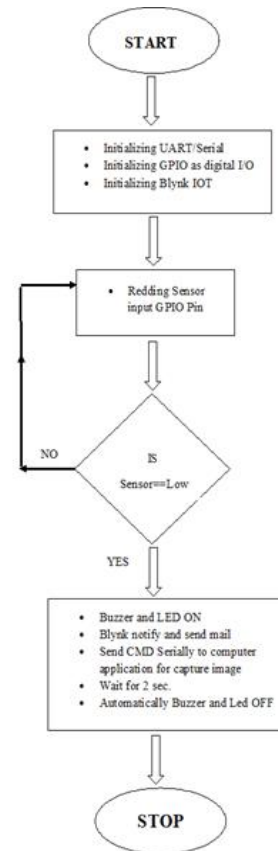 START
• Initializing UART/Serial
• Initializing GPIO as digital I/O
• Initializing Blynk IOT
• Redding Sensor
input GPIO Pin
NO
IS
Sensor==Low
YES
• Buzzer and LED ON
• Blynk notify and send mail
• Send CMD Serially to computer
application for capture image
• Wait for 2 sec.
• Automatically Buzzer and Led OFF
STOP